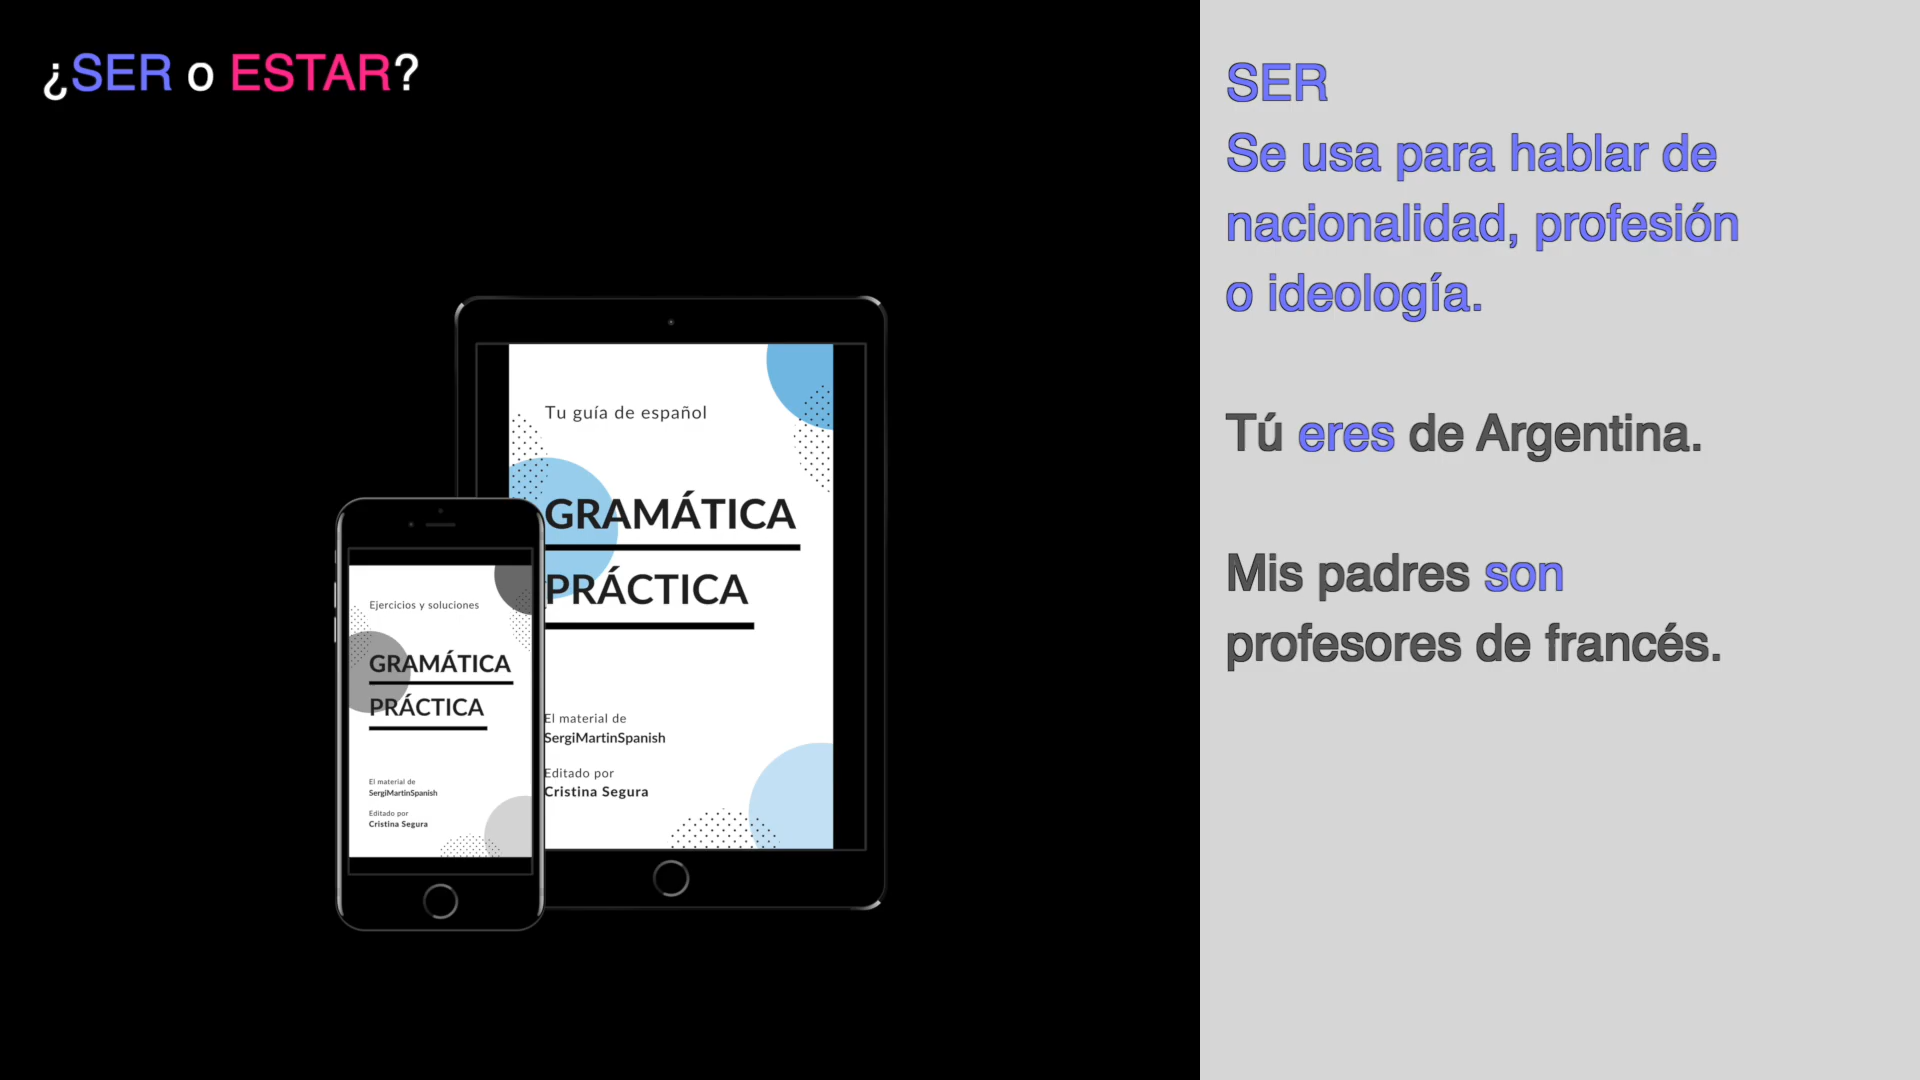 ¿SER o ESTAR?
Tu guía de español
GRAMÁTICA
PRÁCTICA
El material de
SergiMartinSpanish
Editado por
Cristina Segura
Ejercicios y soluciones
GRAMÁTICA
PRÁCTICA
El material de
SergiMartinSpanish
Editado por
Cristina Segura
SER
Se usa para hablar de
nacionalidad, profesión
o ideología.
Tú eres de Argentina.
Mis padres son
profesores de francés.